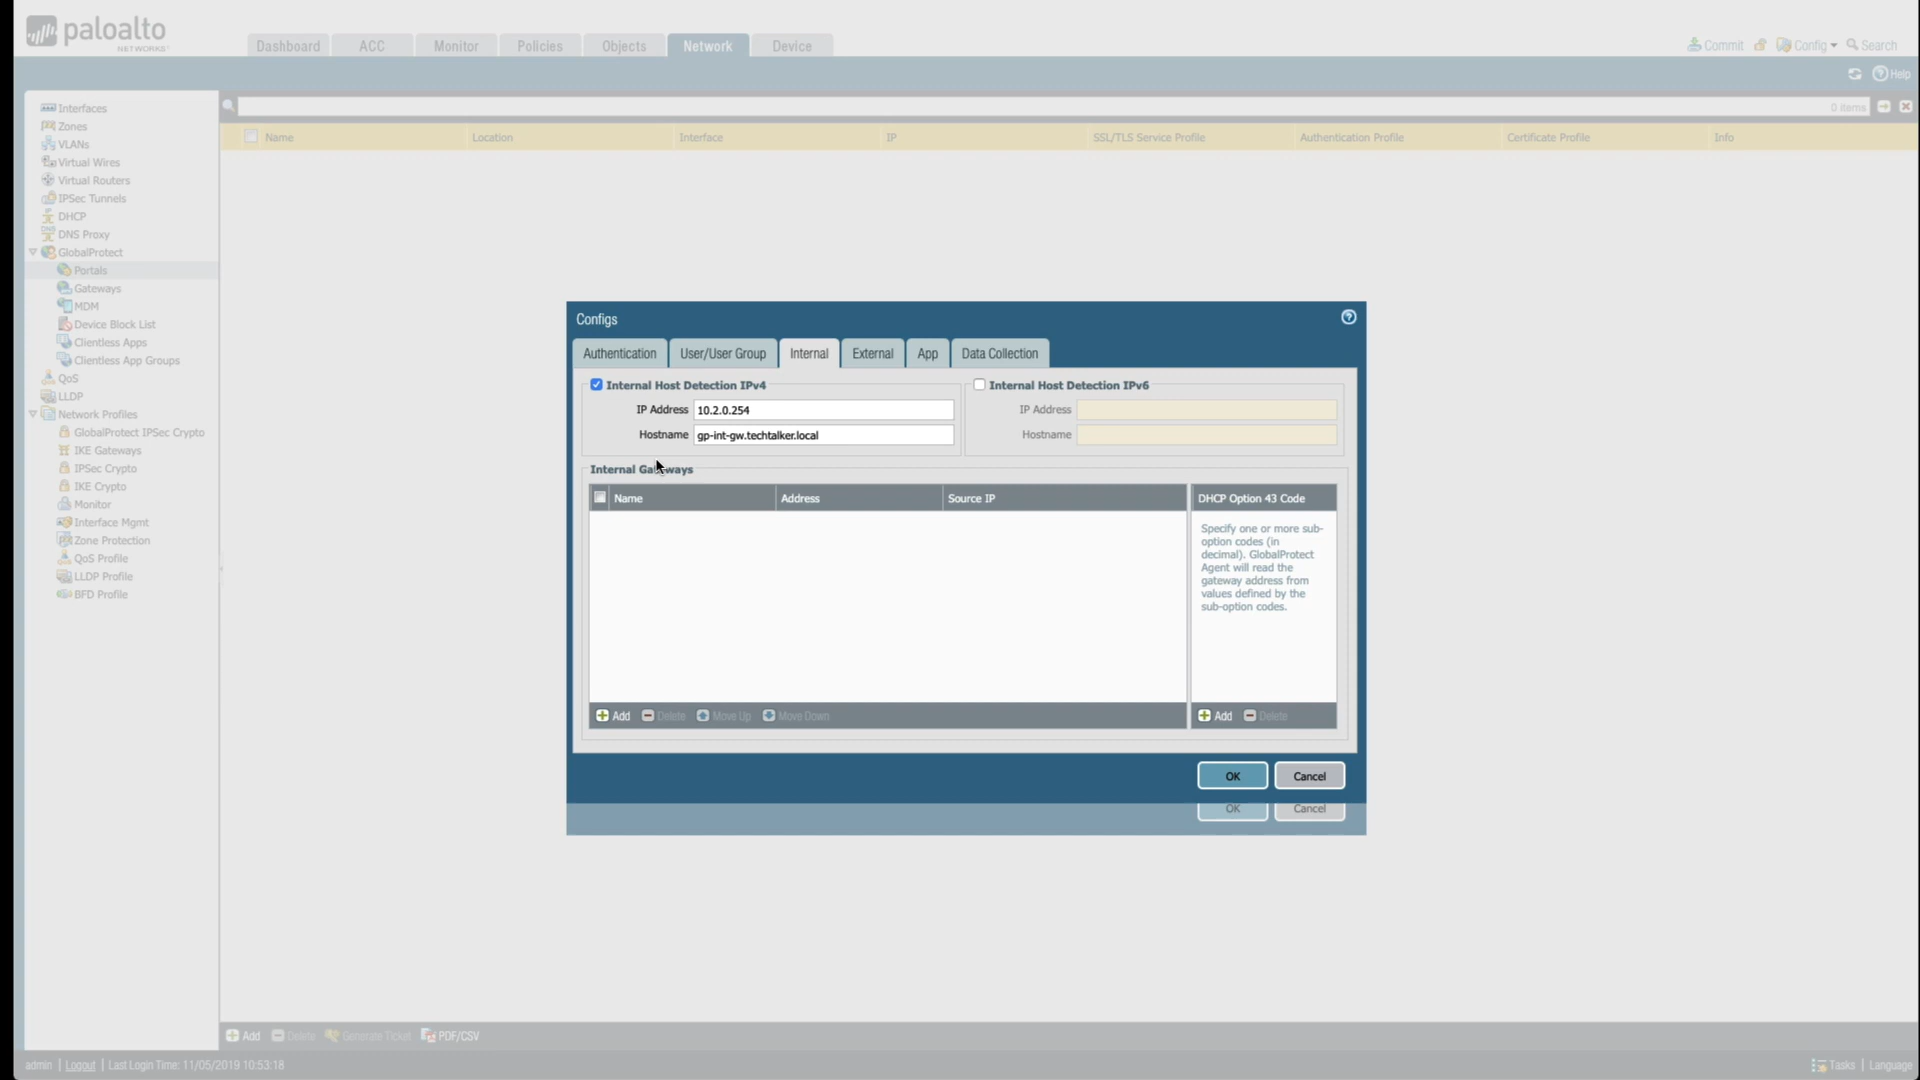 paloalto
NETWORKS
Dashboard ACC Monitor Policies Objects Network Device
Commit Config Search
Help
Interfaces
Zones
VLANs
Virtual Wires
Virtual Routers
IPSec Tunnels
DHCP
DNS Proxy
GlobalProtect
Portals
Gateways
MDM
Device Block List
Clientless Apps
Clientless App Groups
QoS
LLDP
Network Profiles
GlobalProtect IPSec Crypto
IKE Gateways
IPSec Crypto
IKE Crypto
Monitor
Interface Mgmt
Zone Protection
QoS Profile
LLDP Profile
BFD Profile
0 items
Name Location Interface IP SSL/TLS Service Profile Authentication Profile Certificate Profile Info
Configs
Authentication User/User Group Internal External App Data Collection
Internal Host Detection IPv4
IP Address 10.2.0.254
Hostname gp-int-gw.techtalker.local
Internal Host Detection IPv6
IP Address
Hostname
Internal Gateways
Name Address Source IP
DHCP Option 43 Code
Specify one or more sub-
option codes (in
decimal). GlobalProtect
Agent will read the
gateway address from
values defined by the
sub-option codes.
Add Delete Move Up Move Down
Add Delete
OK Cancel
OK Cancel
Add Delete Generate Ticket PDF/CSV
admin | Logout | Last Login Time: 11/05/2019 10:53:18
Tasks | Language